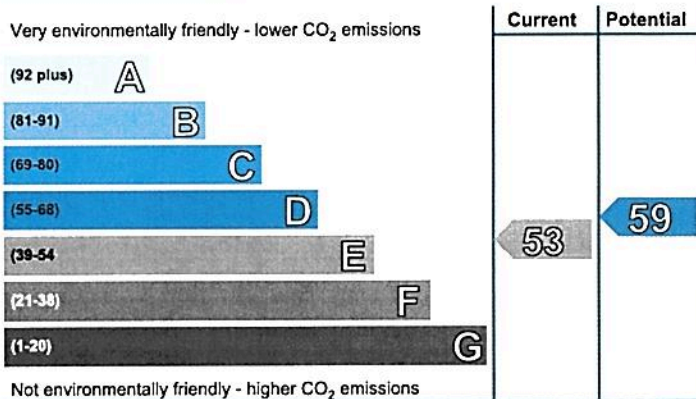 Current Potential
Very environmentally friendly - lower CO₂ emissions
(92 plus) A
(81-91) B
(69-80) C
(55-68) D
(39-54 E
(21-38) F
(1-20) G
53
59
Not environmentally friendly - higher CO₂ emissions